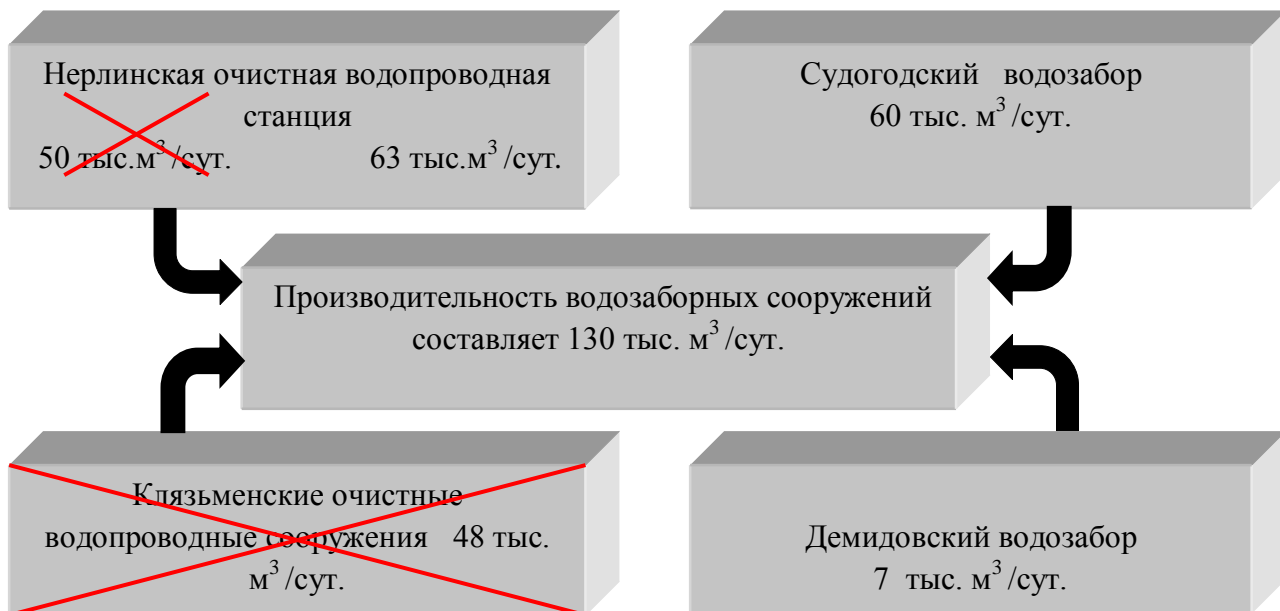 Нерлинская очистная водопроводная
станция
50 тыс.м³/сут. 63 тыс.м³/сут.
Судогодский водозабор
60 тыс. м³/сут.
Производительность водозаборных сооружений
составляет 130 тыс. м³/сут.
Клязьменские очистные
водопроводные сооружения 48 тыс.
м³/сут.
Демидовский водозабор
7 тыс. м³/сут.